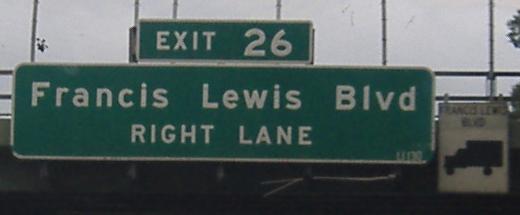 EXIT 26
Francis Lewis Blvd
RIGHT LANE
FRANCIS LEWIS
BLVD